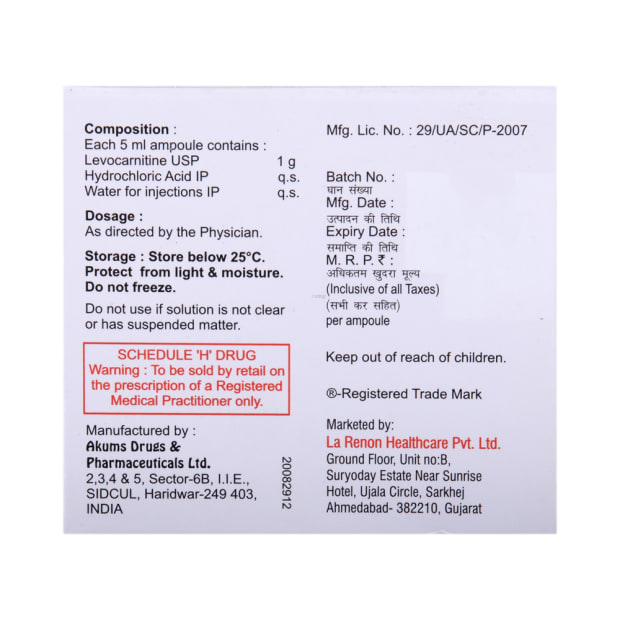 Composition :
Each 5 ml ampoule contains :
Levocarnitine USP 1 g
Hydrochloric Acid IP q.s.
Water for injections IP q.s.
Dosage :
As directed by the Physician.
Storage : Store below 25°C.
Protect from light & moisture.
Do not freeze.
Do not use if solution is not clear
or has suspended matter.
SCHEDULE 'H' DRUG
Warning : To be sold by retail on
the prescription of a Registered
Medical Practitioner only.
Manufactured by :
Akums Drugs &
Pharmaceuticals Ltd.
2,3,4 & 5, Sector-6B, I.I.E.,
SIDCUL, Haridwar-249 403,
INDIA
20082912
Mfg. Lic. No. : 29/UA/SC/P-2007
Batch No. :
घान संख्या
Mfg. Date :
उत्पादन की तिथि
Expiry Date :
समाप्ति की तिथि
M. R. P. ₹ :
अधिकतम खुदरा मूल्य
(Inclusive of all Taxes)
(सभी कर सहित)
per ampoule
Keep out of reach of children.
®-Registered Trade Mark
Marketed by:
La Renon Healthcare Pvt. Ltd.
Ground Floor, Unit no:B,
Suryoday Estate Near Sunrise
Hotel, Ujala Circle, Sarkhej
Ahmedabad- 382210, Gujarat